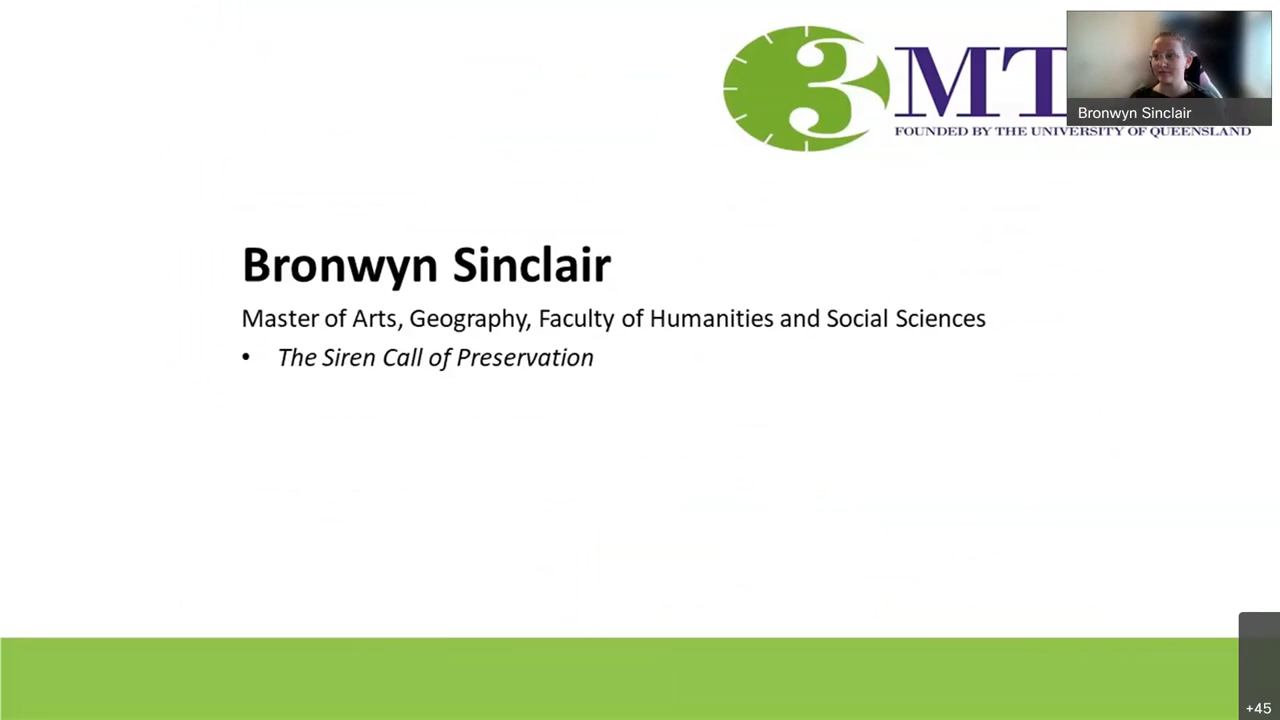 3MT
FOUNDED BY THE UNIVERSITY OF QUEENSLAND
Bronwyn Sinclair
Bronwyn Sinclair
Master of Arts, Geography, Faculty of Humanities and Social Sciences
• The Siren Call of Preservation
+45